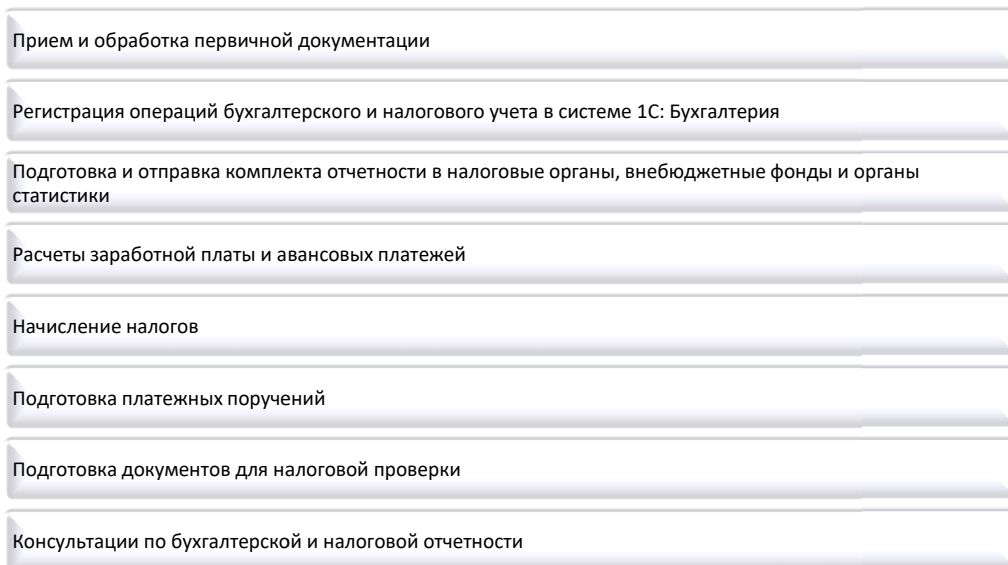 Прием и обработка первичной документации
Регистрация операций бухгалтерского и налогового учета в системе 1С: Бухгалтерия
Подготовка и отправка комплекта отчетности в налоговые органы, внебюджетные фонды и органы
статистики
Расчеты заработной платы и авансовых платежей
Начисление налогов
Подготовка платежных поручений
Подготовка документов для налоговой проверки
Консультации по бухгалтерской и налоговой отчетности